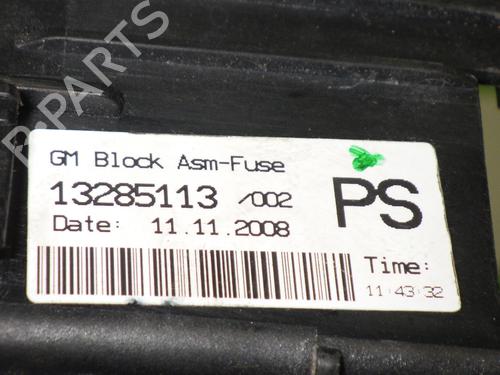 GM Block Asm-Fuse
13285113 /002
PS
Date: 11.11.2008
Time:
11:43:32
B-PARTS